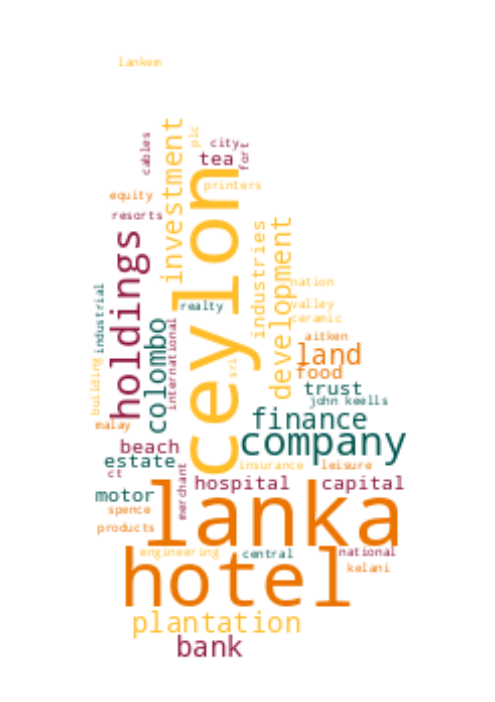 Lankem
cables
investment
plc
city
tea
fort
printers
equity
resorts
ceylon
holdings
industries
development
nation
industrial
realty
valley
ceramic
colombo
international
aitken
land
sri
food
building
trust
john keells
malay
finance
company
beach
estate
insurance
leisure
ct
merchant
hospital
capital
motor
lanka
spence
products
engineering
central
national
hotel
kelani
plantation
bank